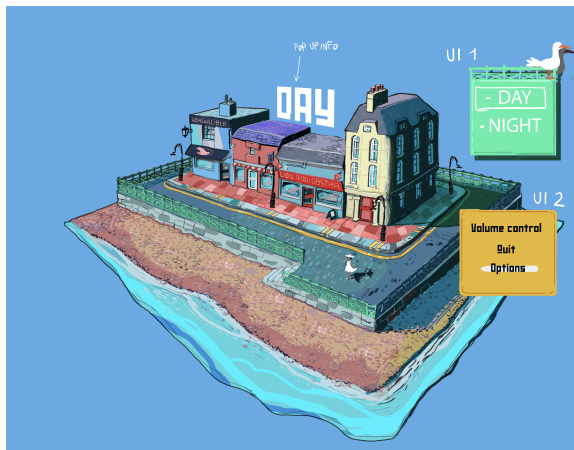 POP UP INFO
DAY
UI 1
- DAY
- NIGHT
UI 2
Volume control
Quit
Options